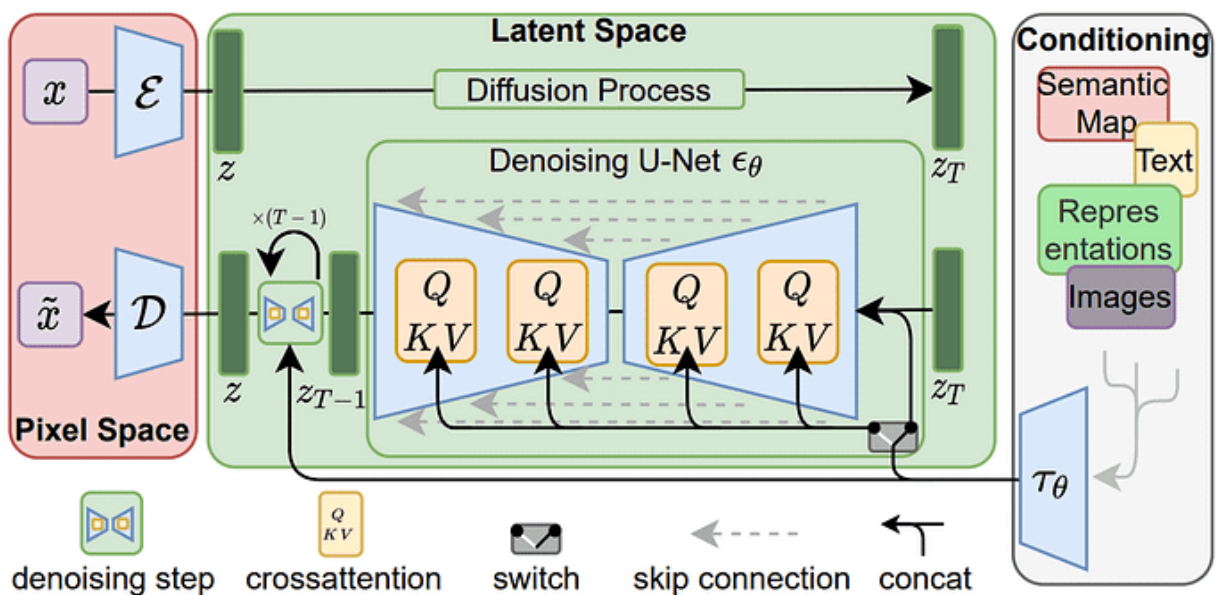 Latent Space
Conditioning
x
ℰ
Diffusion Process
z
z_T
Semantic
Map
Text
Repres
entations
Images
Denoising U-Net ϵ_θ
×(T−1)
Q
K V
Q
K V
Q
K V
Q
K V
x̃
𝒟
z
z_{T−1}
z_T
Pixel Space
τ_θ
Q
K V
denoising step
crossattention
switch
skip connection
concat